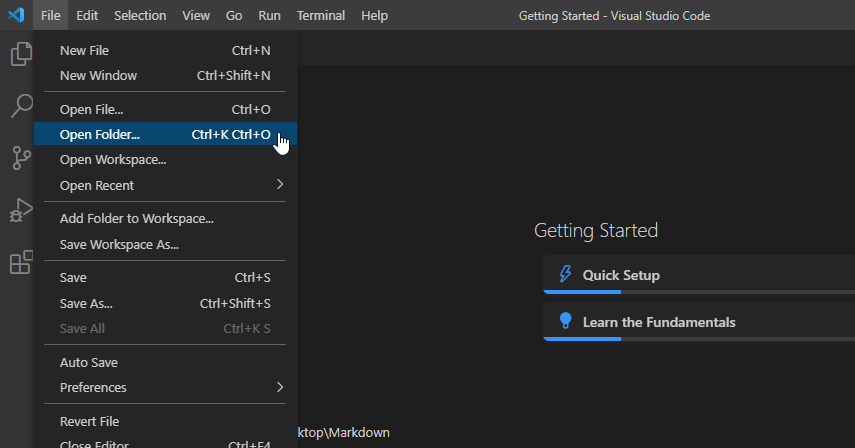 File Edit Selection View Go Run Terminal Help Getting Started - Visual Studio Code
New File Ctrl+N
New Window Ctrl+Shift+N
Open File... Ctrl+O
Open Folder... Ctrl+K Ctrl+O
Open Workspace...
Open Recent
Add Folder to Workspace...
Save Workspace As...
Save Ctrl+S
Save As... Ctrl+Shift+S
Save All Ctrl+K S
Auto Save
Preferences
Revert File
Close Editor Ctrl+F4
Getting Started
Quick Setup
Learn the Fundamentals
ktop\Markdown